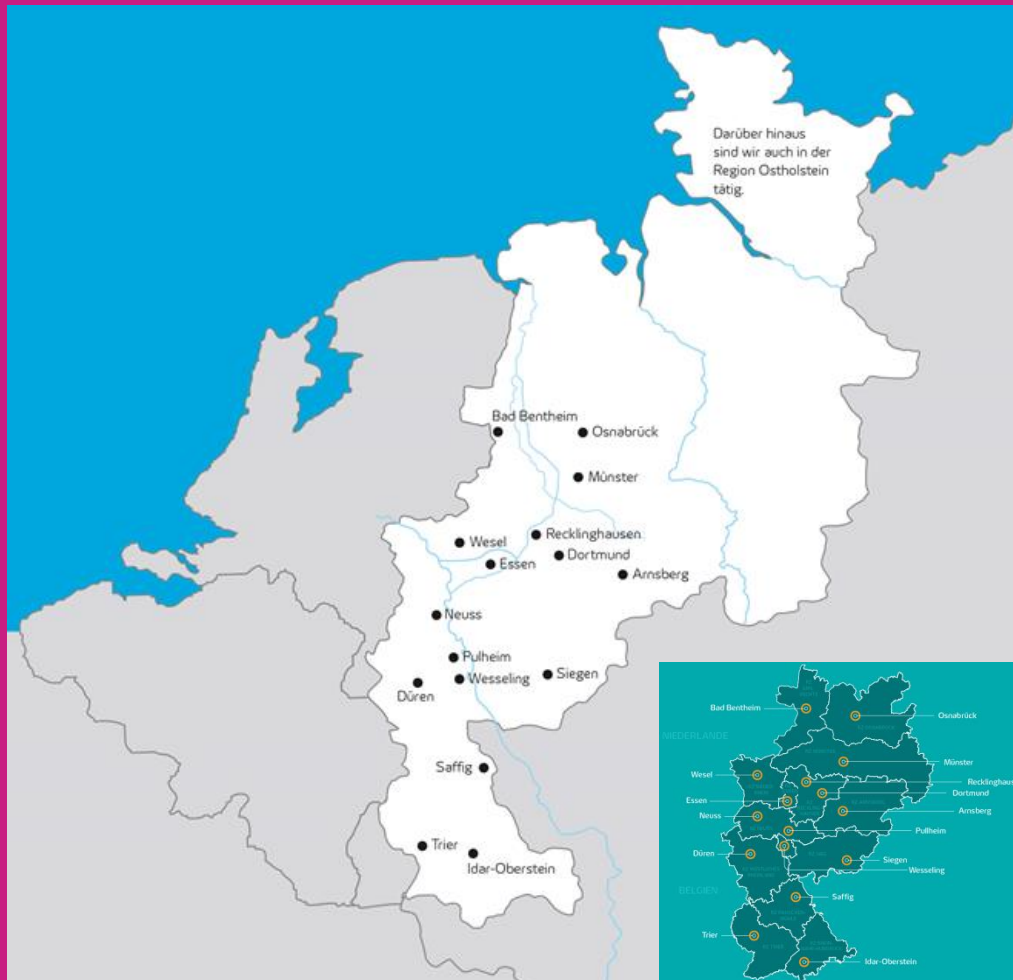 Darüber hinaus
sind wir auch in der
Region Ostholstein
tätig.
Bad Bentheim
Osnabrück
Münster
Recklinghausen
Wesel
Dortmund
Essen
Arnsberg
Neuss
Pulheim
Wesseling
Siegen
Düren
Saffig
Trier
Idar-Oberstein
Bad Bentheim
Osnabrück
NIEDERLANDE
Münster
Wesel
Recklinghaus
Dortmund
Essen
Arnsberg
Neuss
Pullheim
Düren
Siegen
Wesseling
BELGIEN
Saffig
Trier
Idar-Oberstein